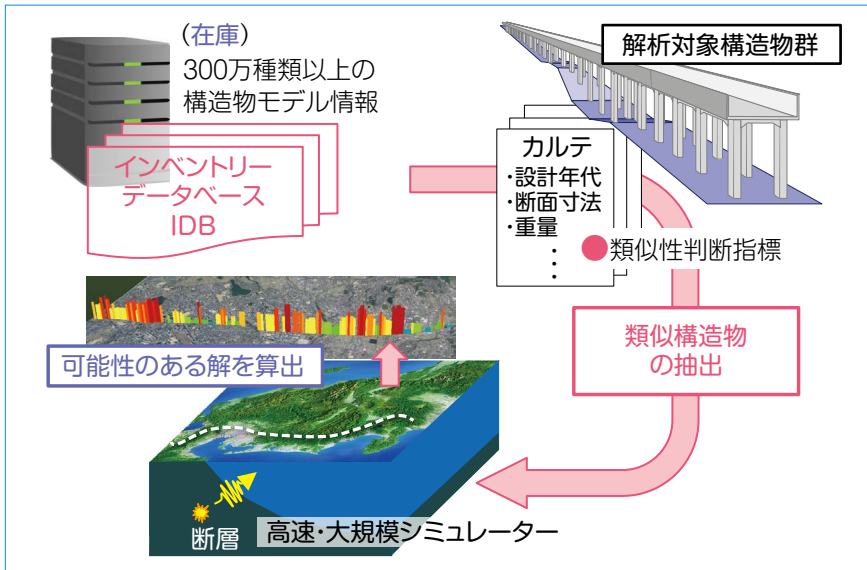 (在庫)
300万種類以上の
構造物モデル情報
インベントリー
データベース
IDB
解析対象構造物群
カルテ
・設計年代
・断面寸法
・重量
⋮
●類似性判断指標
類似構造物
の抽出
可能性のある解を算出
断層
高速・大規模シミュレーター